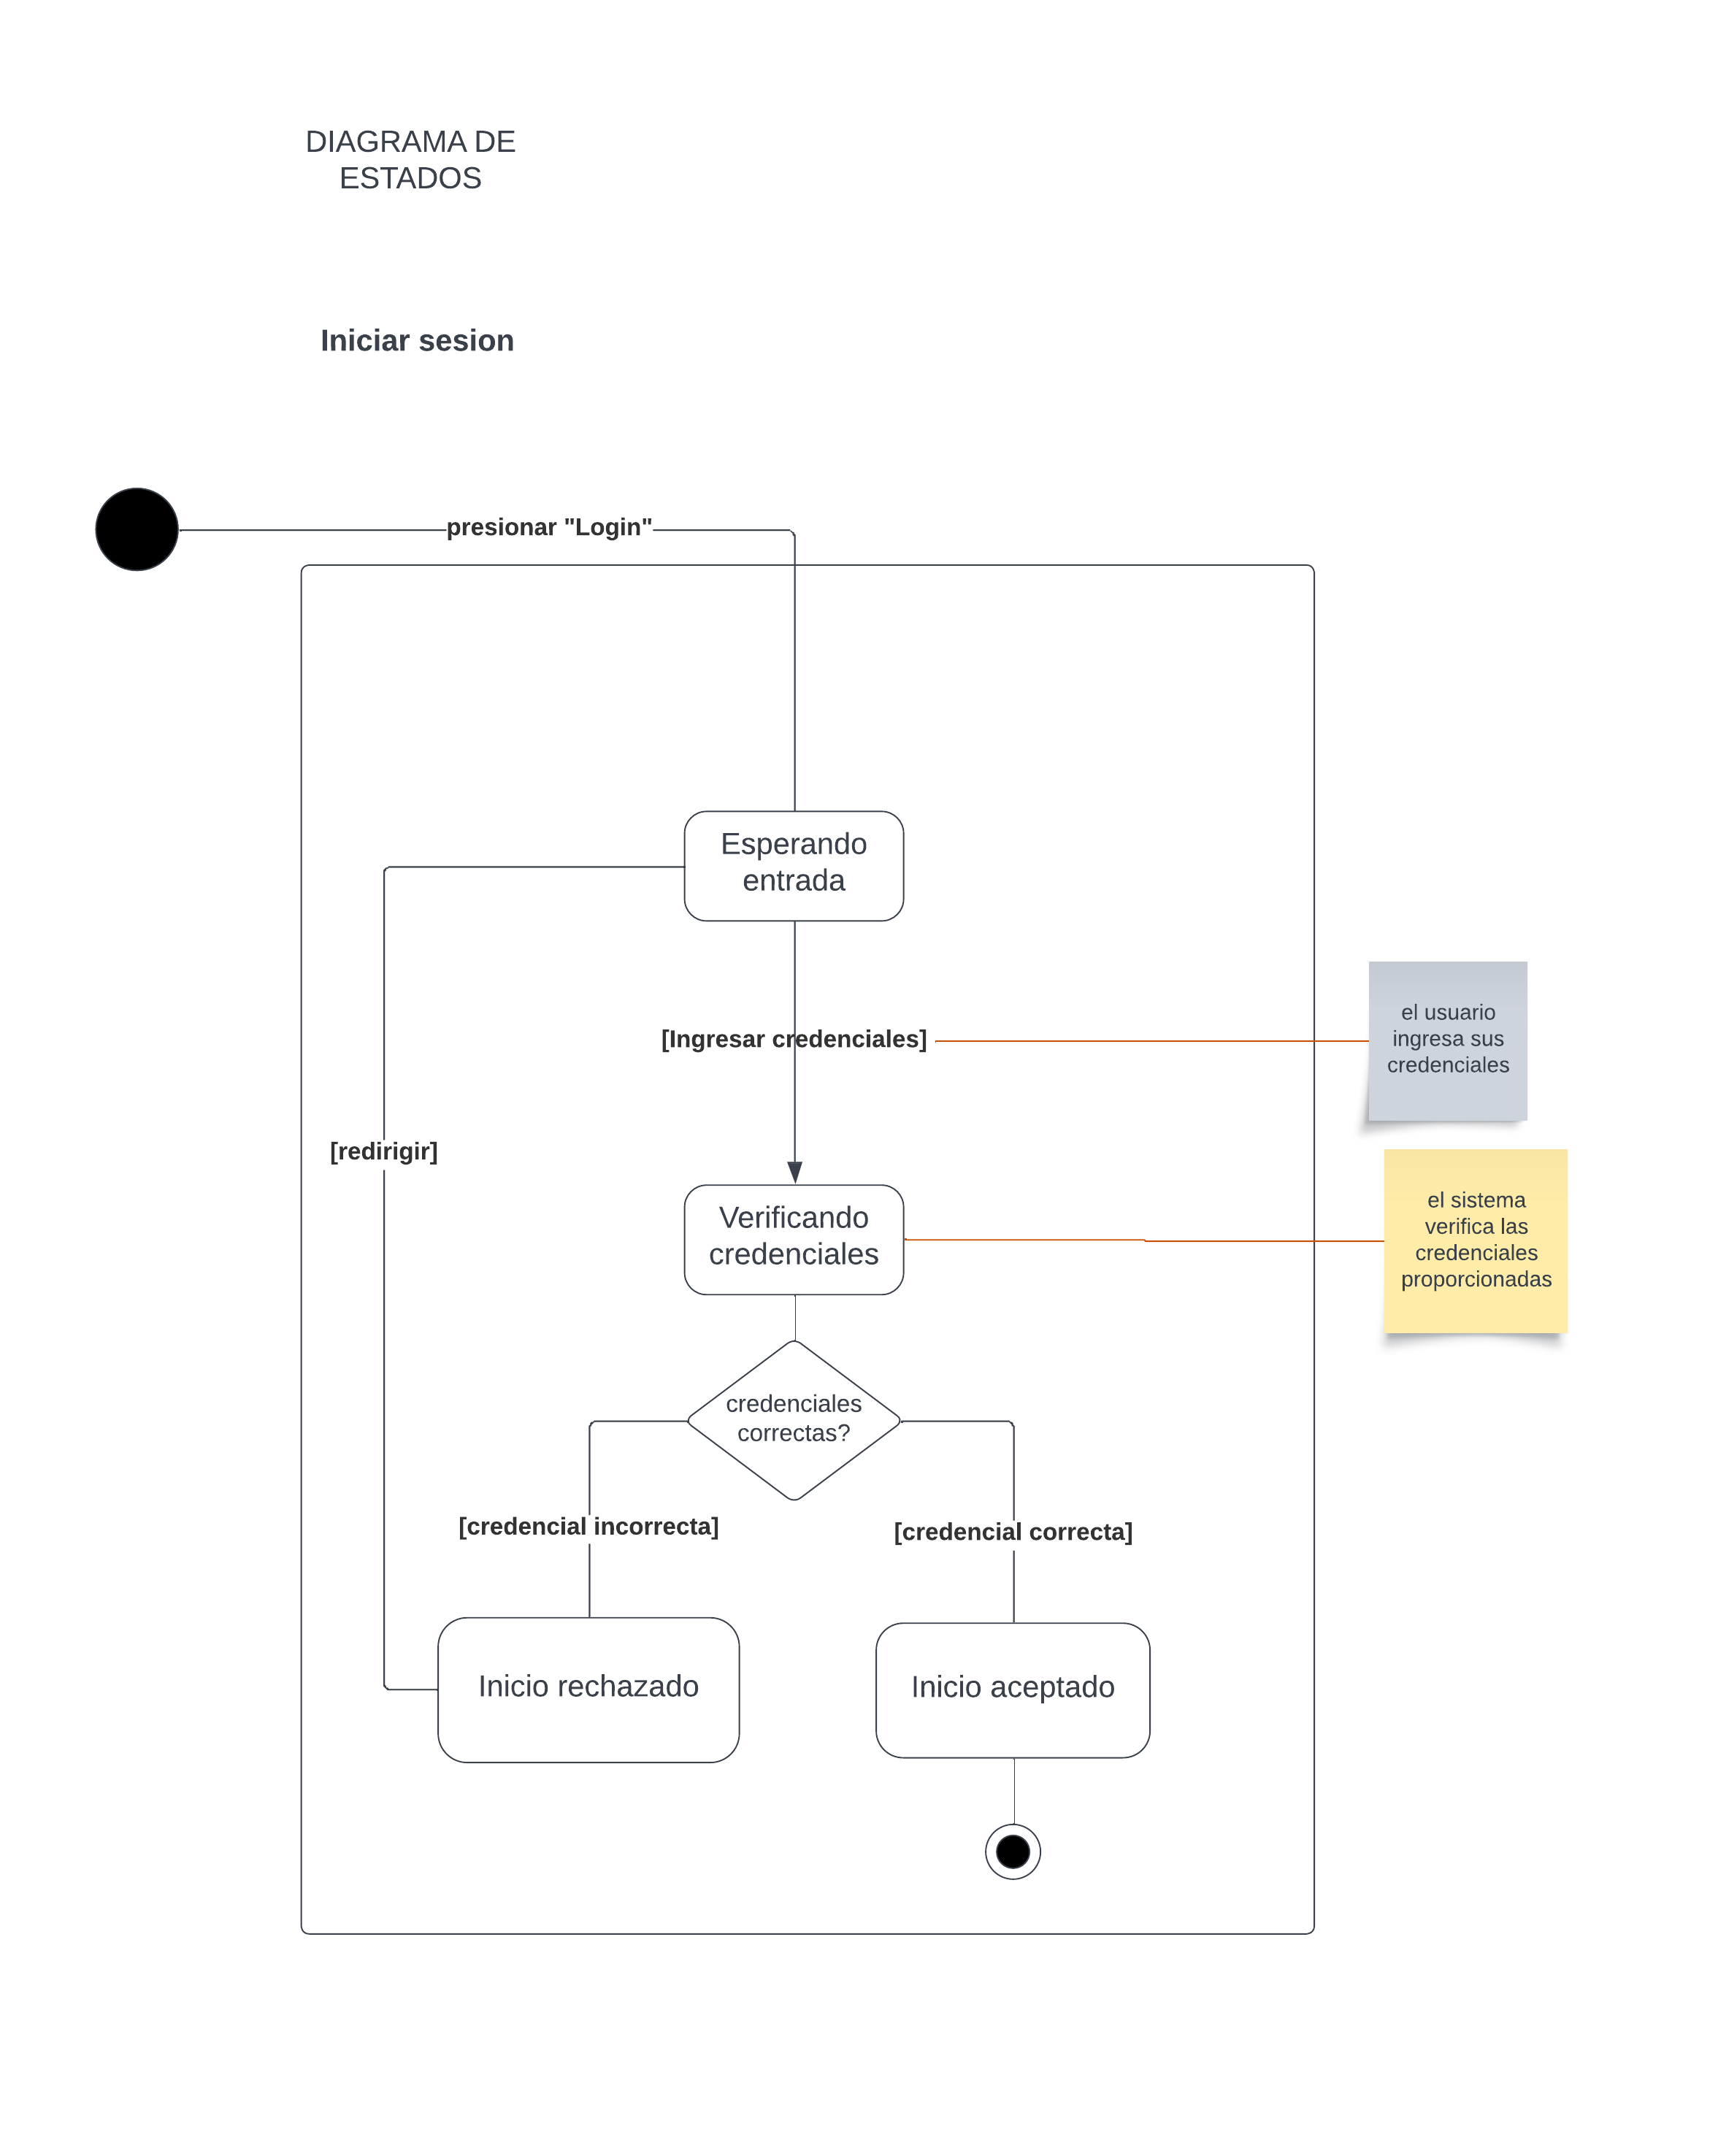 DIAGRAMA DE
ESTADOS
Iniciar sesion
presionar "Login"
Esperando
entrada
[Ingresar credenciales]
el usuario
ingresa sus
credenciales
[redirigir]
Verificando
credenciales
el sistema
verifica las
credenciales
proporcionadas
credenciales
correctas?
[credencial incorrecta]
[credencial correcta]
Inicio rechazado
Inicio aceptado